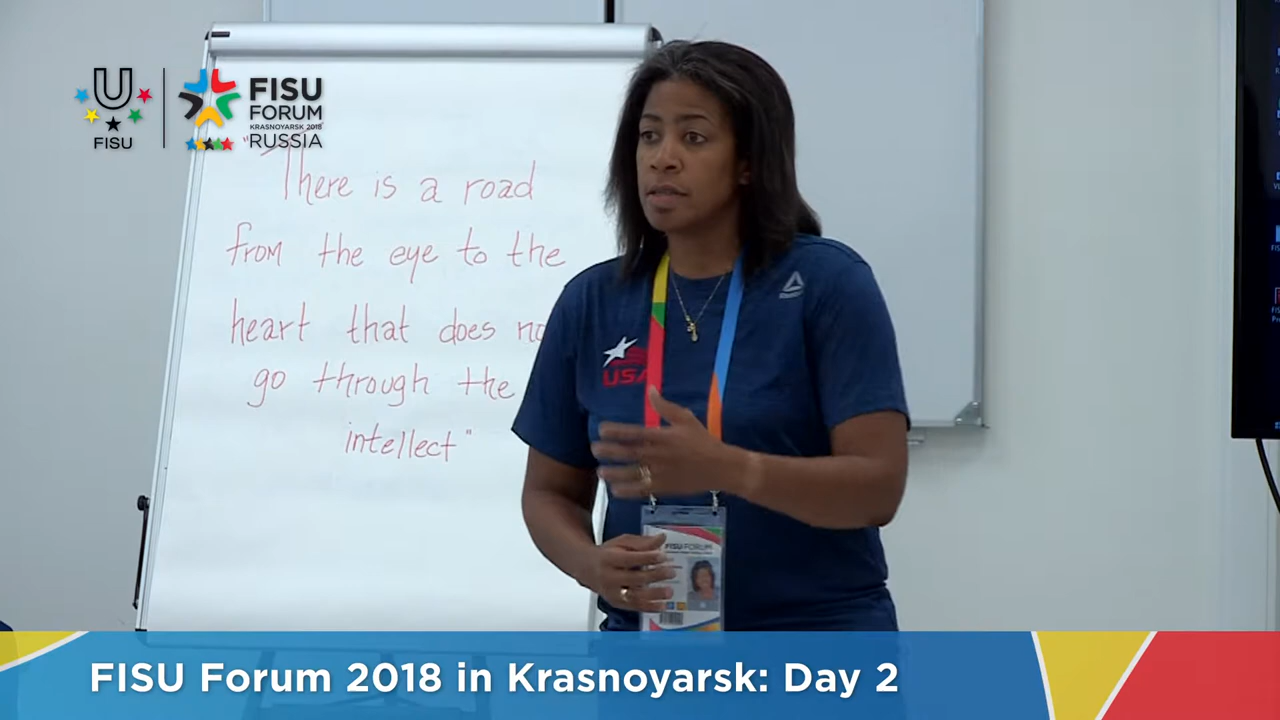 FISU
FISU
FORUM
KRASNOYARSK 2018
RUSSIA
"There is a road
from the eye to the
heart that does no
go through the
intellect"
Reebok
USA
FISU FORUM
FISU Forum 2018 in Krasnoyarsk: Day 2